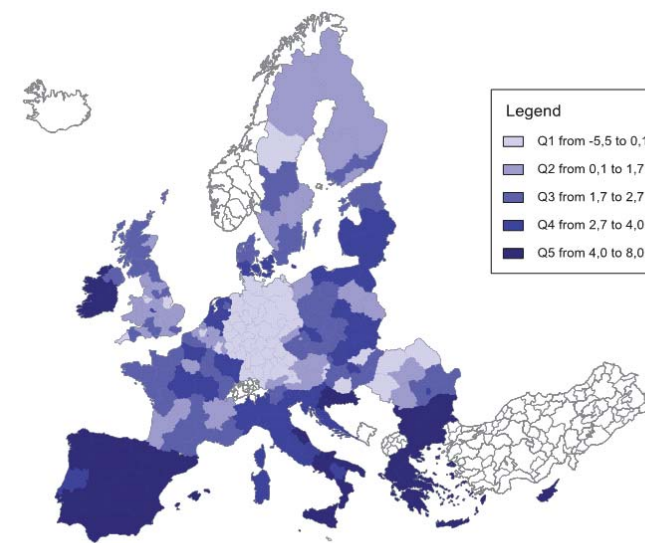 Legend
Q1 from -5,5 to 0,1
Q2 from 0,1 to 1,7
Q3 from 1,7 to 2,7
Q4 from 2,7 to 4,0
Q5 from 4,0 to 8,0